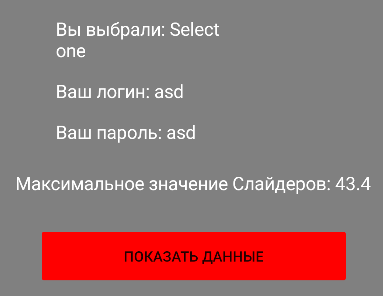 Вы выбрали: Select
one
Ваш логин: asd
Ваш пароль: asd
Максимальное значение Слайдеров: 43.4
ПОКАЗАТЬ ДАННЫЕ